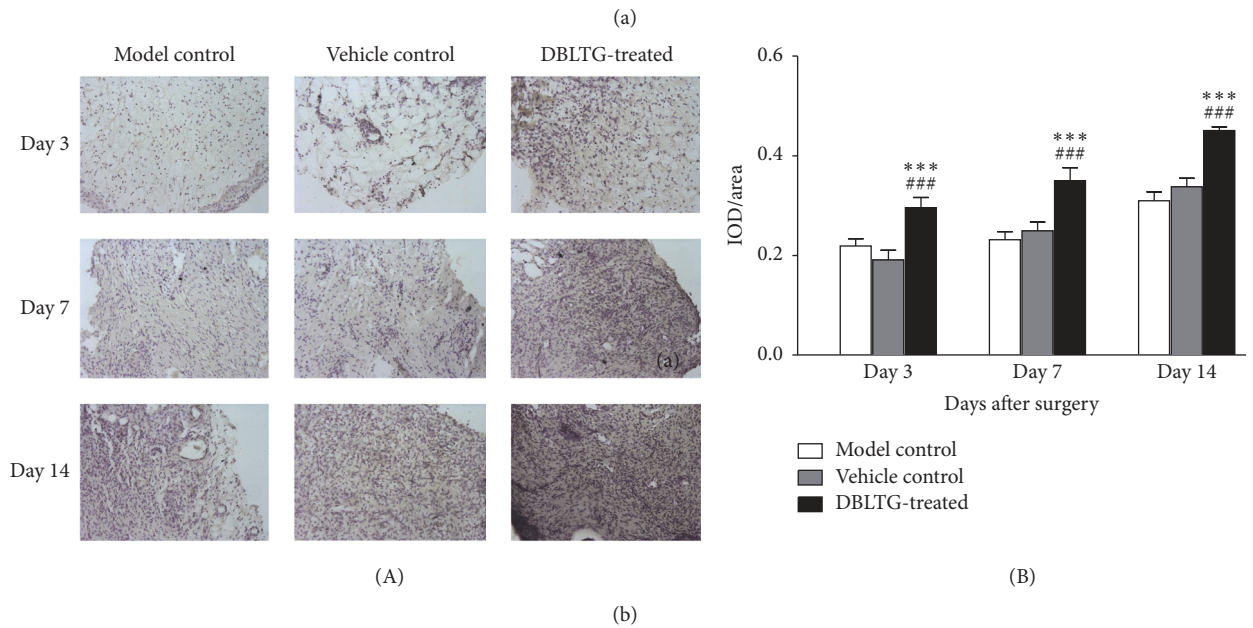 (a)
Model control
Vehicle control
DBLTG-treated
Day 3
Day 7
(a)
Day 14
(A)
0.6
0.4
0.2
0.0
IOD/area
***
###
***
###
***
###
Day 3
Day 7
Day 14
Days after surgery
Model control
Vehicle control
DBLTG-treated
(B)
(b)